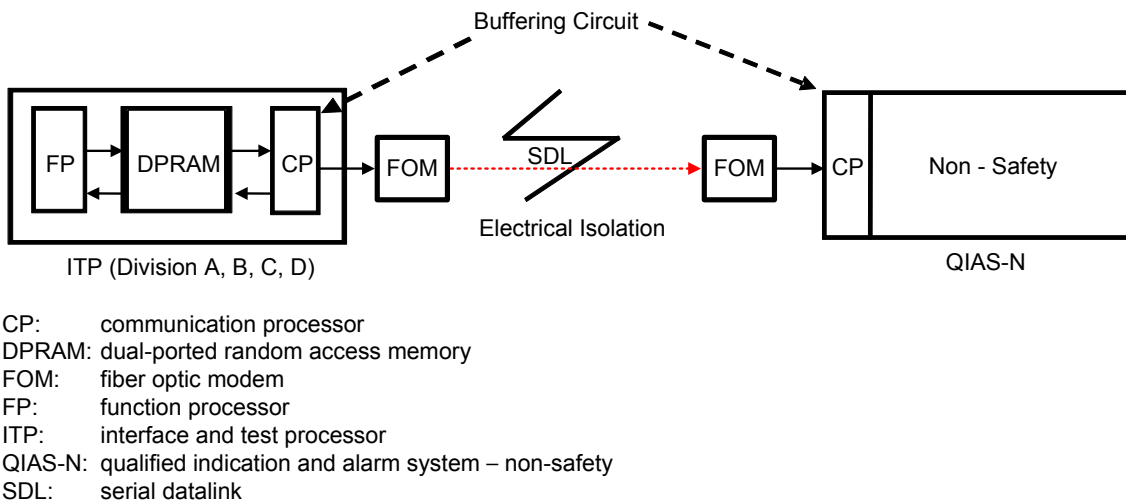 Buffering Circuit
FP
DPRAM
CP
FOM
SDL
FOM
CP
Non - Safety
Electrical Isolation
ITP (Division A, B, C, D)
QIAS-N
CP: communication processor
DPRAM: dual-ported random access memory
FOM: fiber optic modem
FP: function processor
ITP: interface and test processor
QIAS-N: qualified indication and alarm system – non-safety
SDL: serial datalink